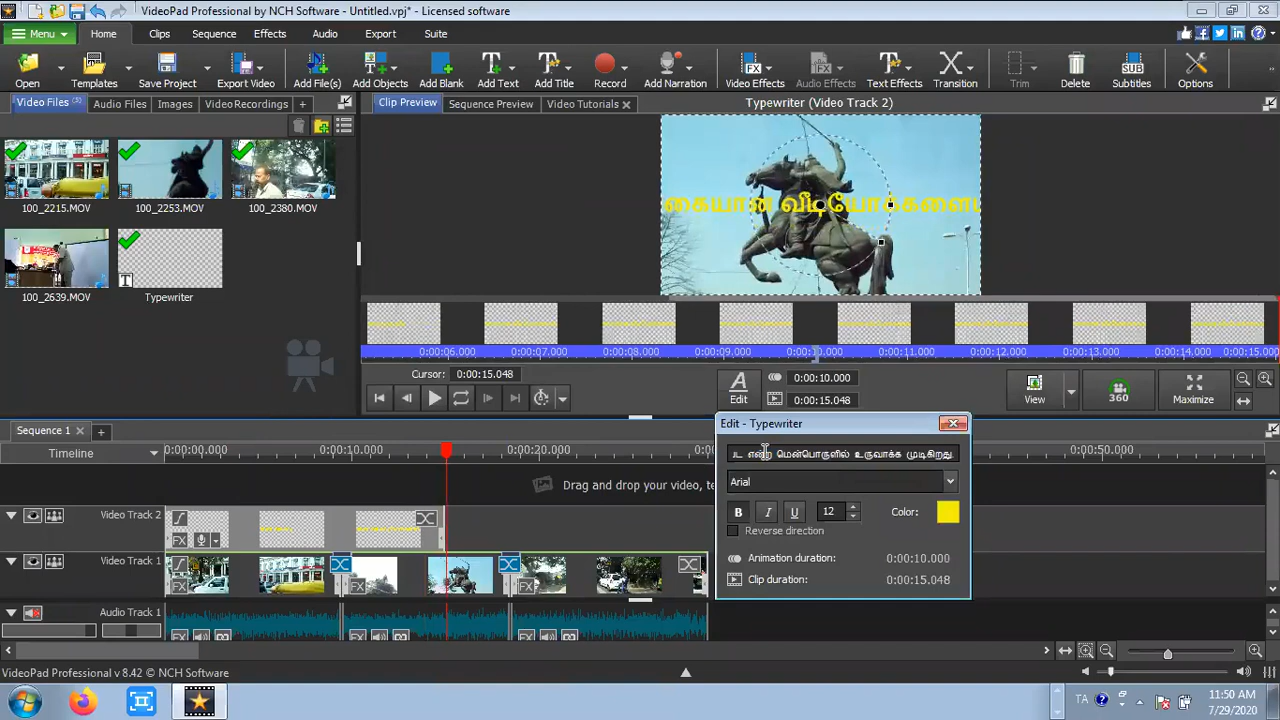 VideoPad Professional by NCH Software - Untitled.vpj* - Licensed software
Menu Home Clips Sequence Effects Audio Export Suite
Open Templates Save Project Export Video Add File(s) Add Objects Add Blank Add Text Add Title Record Add Narration Video Effects Audio Effects Text Effects Transition Trim Delete Subtitles Options
Video Files (5) Audio Files Images Video Recordings +
Clip Preview Sequence Preview Video Tutorials
Typewriter (Video Track 2)
100_2215.MOV 100_2253.MOV 100_2380.MOV
100_2639.MOV Typewriter
கையான வீடியோக்களை
0:00:06.000 0:00:07.000 0:00:08.000 0:00:09.000 0:00:10.000 0:00:11.000 0:00:12.000 0:00:13.000 0:00:14.000 0:00:15.000
Cursor: 0:00:15.048
Edit
0:00:10.000
0:00:15.048
View 360 Maximize
Sequence 1
Timeline
0:00:00.000 0:00:10.000 0:00:20.000 0:00:50.000
Drag and drop your video, te
Video Track 2
Video Track 1
Audio Track 1
Edit - Typewriter
என்ற மென்பொருளில் உருவாக்க முடிகிறது.
Arial
B I U 12 Color:
Reverse direction
Animation duration: 0:00:10.000
Clip duration: 0:00:15.048
VideoPad Professional v 8.42 © NCH Software
TA
11:50 AM
7/29/2020